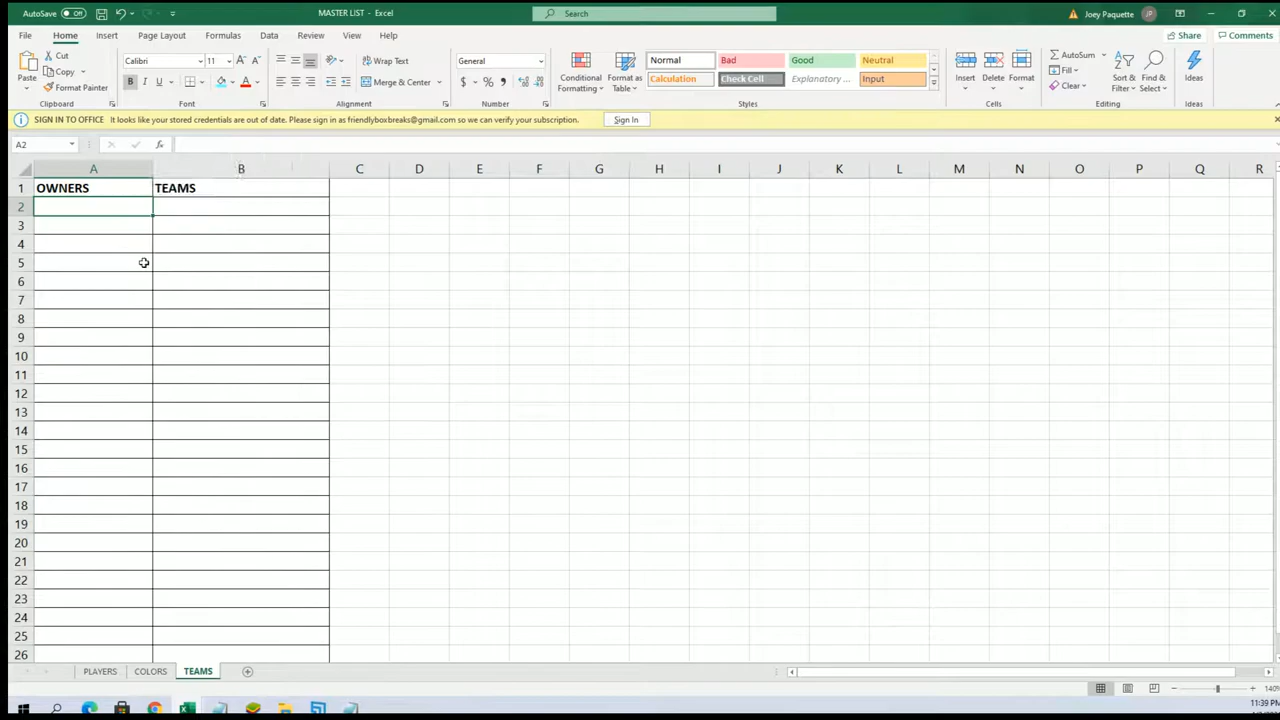 AutoSave Off MASTER LIST - Excel Search Joey Paquette JP
File Home Insert Page Layout Formulas Data Review View Help Share Comments
Paste Cut Copy Format Painter Clipboard
Calibri 11 B I U A A Font
Wrap Text Merge & Center Alignment
General $ % Number
Conditional Formatting Format as Table
Normal Bad Good Neutral
Calculation Check Cell Explanatory ... Input
Styles
Insert Delete Format Cells
AutoSum Fill Clear Sort & Filter Find & Select Editing
Ideas Ideas
SIGN IN TO OFFICE It looks like your stored credentials are out of date. Please sign in as friendlyboxbreaks@gmail.com so we can verify your subscription. Sign In
A2 fx
A B C D E F G H I J K L M N O P Q R
1 OWNERS TEAMS
2
3
4
5
6
7
8
9
10
11
12
13
14
15
16
17
18
19
20
21
22
23
24
25
26
PLAYERS COLORS TEAMS
140%
11:39 PM